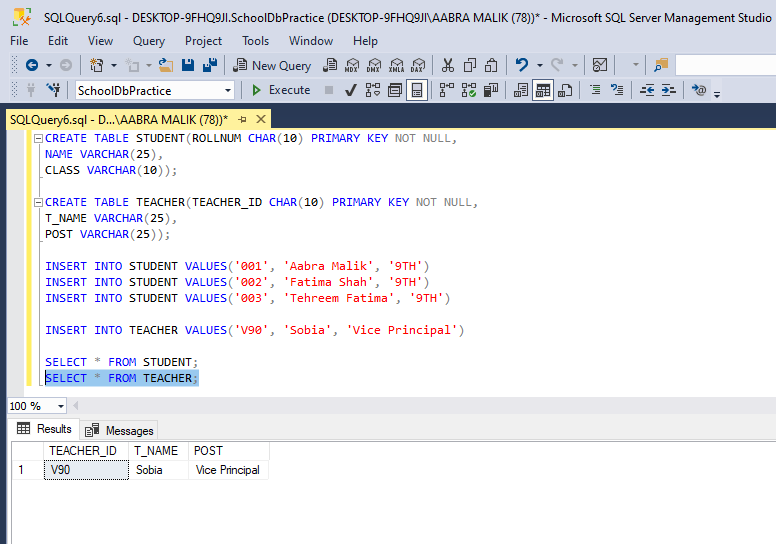 SQLQuery6.sql - DESKTOP-9FHQ9JI.SchoolDbPractice (DESKTOP-9FHQ9JI\AABRA MALIK (78))* - Microsoft SQL Server Management Studio
File Edit View Query Project Tools Window Help
New Query MDX DMX XMLA DAX
SchoolDbPractice Execute
SQLQuery6.sql - D...\AABRA MALIK (78))*
CREATE TABLE STUDENT(ROLLNUM CHAR(10) PRIMARY KEY NOT NULL,
NAME VARCHAR(25),
CLASS VARCHAR(10));
CREATE TABLE TEACHER(TEACHER_ID CHAR(10) PRIMARY KEY NOT NULL,
T_NAME VARCHAR(25),
POST VARCHAR(25));
INSERT INTO STUDENT VALUES('001', 'Aabra Malik', '9TH')
INSERT INTO STUDENT VALUES('002', 'Fatima Shah', '9TH')
INSERT INTO STUDENT VALUES('003', 'Tehreem Fatima', '9TH')
INSERT INTO TEACHER VALUES('V90', 'Sobia', 'Vice Principal')
SELECT * FROM STUDENT;
SELECT * FROM TEACHER;
100 %
Results Messages
TEACHER_ID T_NAME POST
1 V90 Sobia Vice Principal